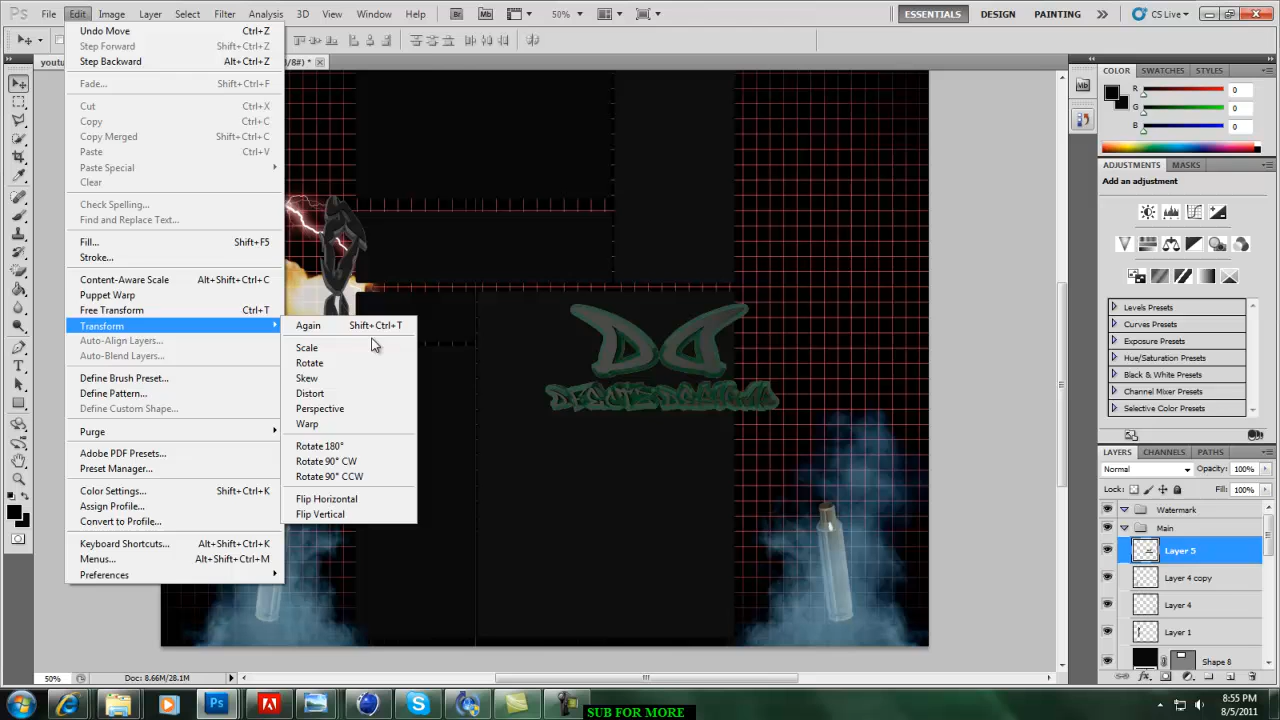 Ps File Edit Image Layer Select Filter Analysis 3D View Window Help Br Mb 50% ESSENTIALS DESIGN PAINTING CS Live
youtu /8#) *
Undo Move Ctrl+Z
Step Forward Shift+Ctrl+Z
Step Backward Alt+Ctrl+Z
Fade... Shift+Ctrl+F
Cut Ctrl+X
Copy Ctrl+C
Copy Merged Shift+Ctrl+C
Paste Ctrl+V
Paste Special
Clear
Check Spelling...
Find and Replace Text...
Fill... Shift+F5
Stroke...
Content-Aware Scale Alt+Shift+Ctrl+C
Puppet Warp
Free Transform Ctrl+T
Transform
Auto-Align Layers...
Auto-Blend Layers...
Define Brush Preset...
Define Pattern...
Define Custom Shape...
Purge
Adobe PDF Presets...
Preset Manager...
Color Settings... Shift+Ctrl+K
Assign Profile...
Convert to Profile...
Keyboard Shortcuts... Alt+Shift+Ctrl+K
Menus... Alt+Shift+Ctrl+M
Preferences
Again Shift+Ctrl+T
Scale
Rotate
Skew
Distort
Perspective
Warp
Rotate 180°
Rotate 90° CW
Rotate 90° CCW
Flip Horizontal
Flip Vertical
Mb
COLOR SWATCHES STYLES
R 0
G 0
B 0
ADJUSTMENTS MASKS
Add an adjustment
Levels Presets
Curves Presets
Exposure Presets
Hue/Saturation Presets
Black & White Presets
Channel Mixer Presets
Selective Color Presets
LAYERS CHANNELS PATHS
Normal Opacity: 100%
Lock: Fill: 100%
Watermark
Main
Layer 5
Layer 4 copy
Layer 4
Layer 1
Shape 8
50% Doc: 8.66M/28.1M
8:55 PM
8/5/2011
SUB FOR MORE